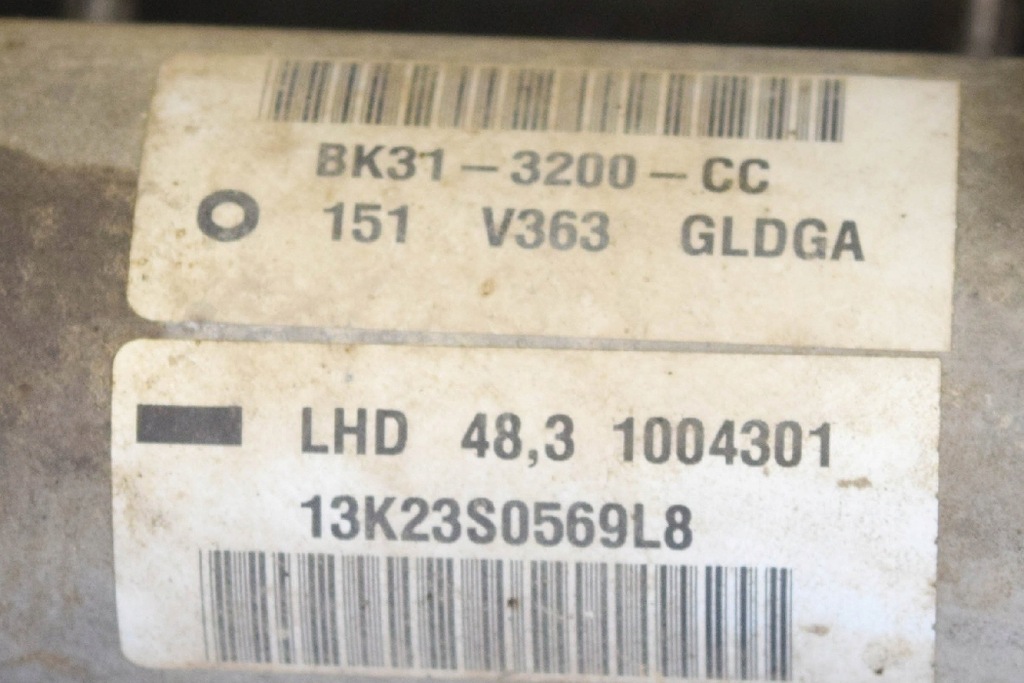 BK31-3200-CC
151 V363 GLDGA
LHD 48,3 1004301
13K23S0569L8